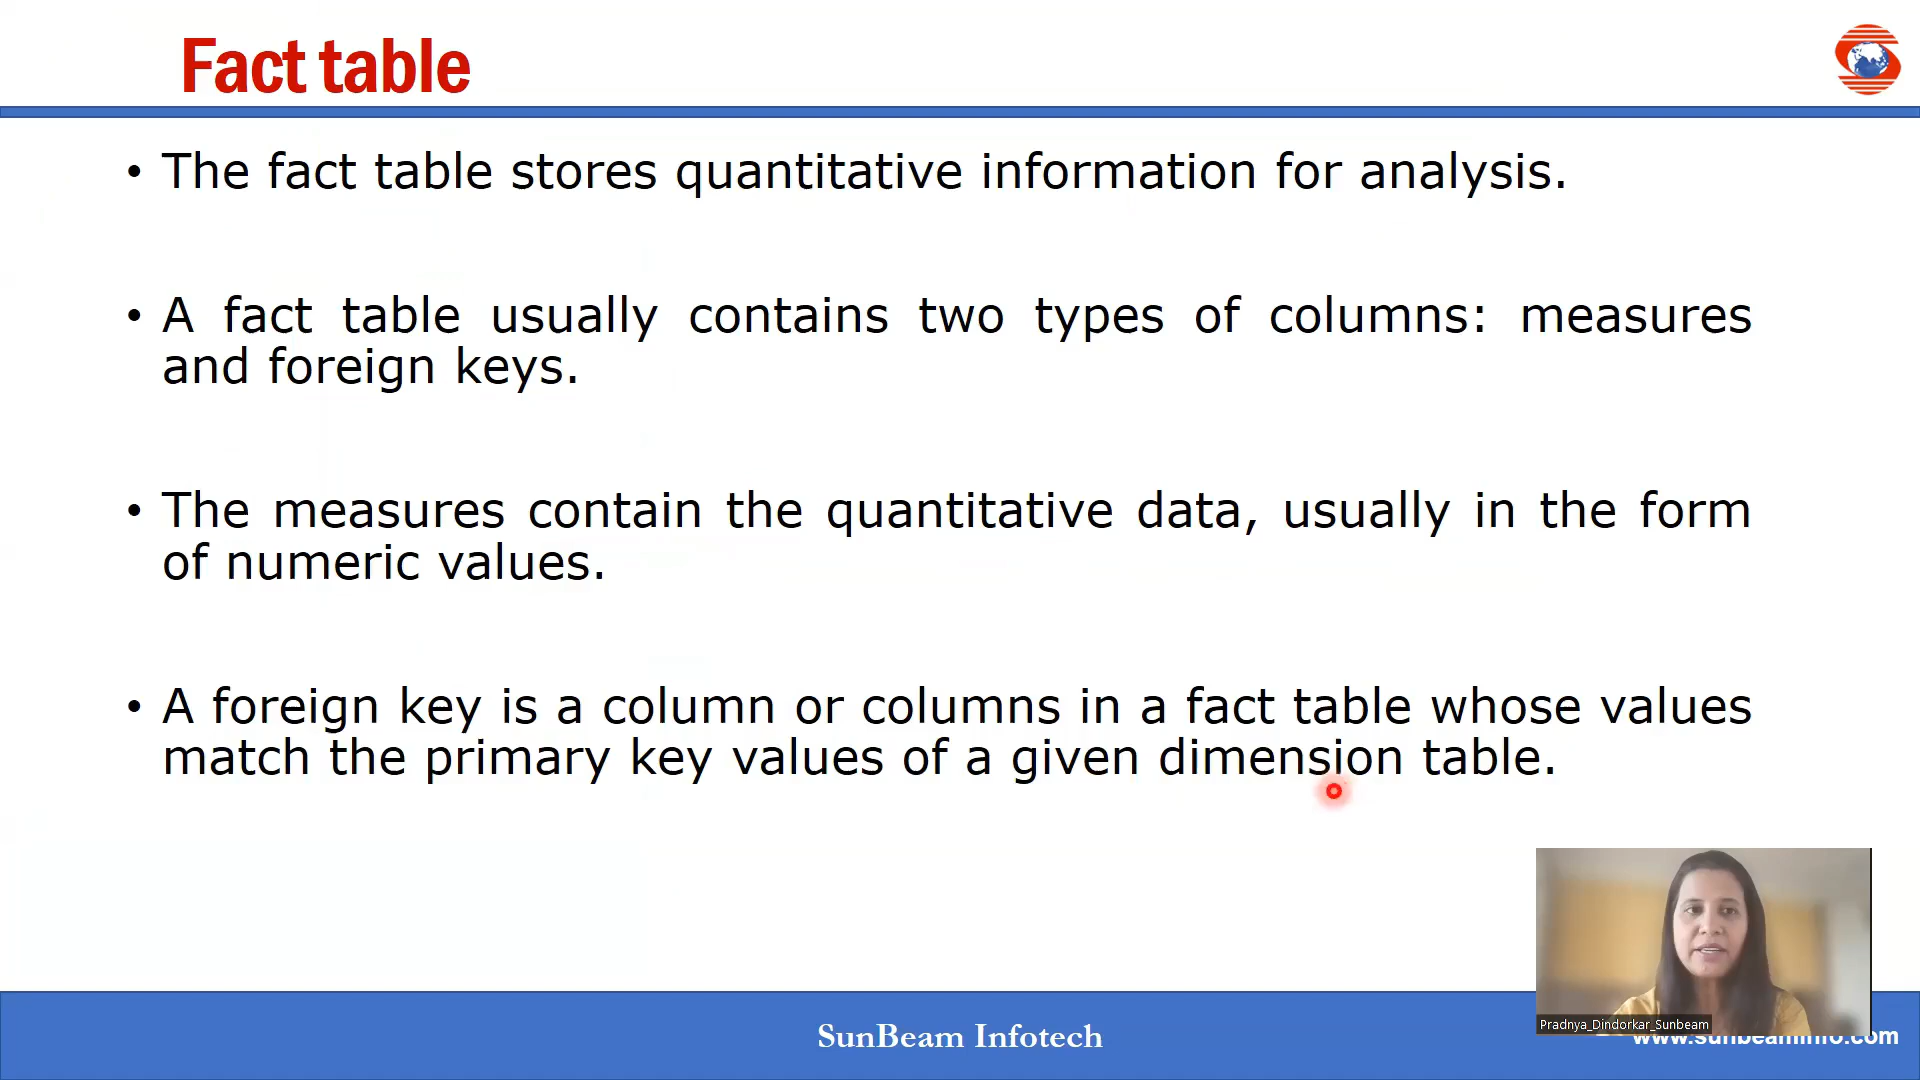 Fact table
• The fact table stores quantitative information for analysis.
• A fact table usually contains two types of columns: measures
and foreign keys.
• The measures contain the quantitative data, usually in the form
of numeric values.
• A foreign key is a column or columns in a fact table whose values
match the primary key values of a given dimension table.
Pradnya_Dindorkar_Sunbeam
SunBeam Infotech
www.sunbeaminfo.com